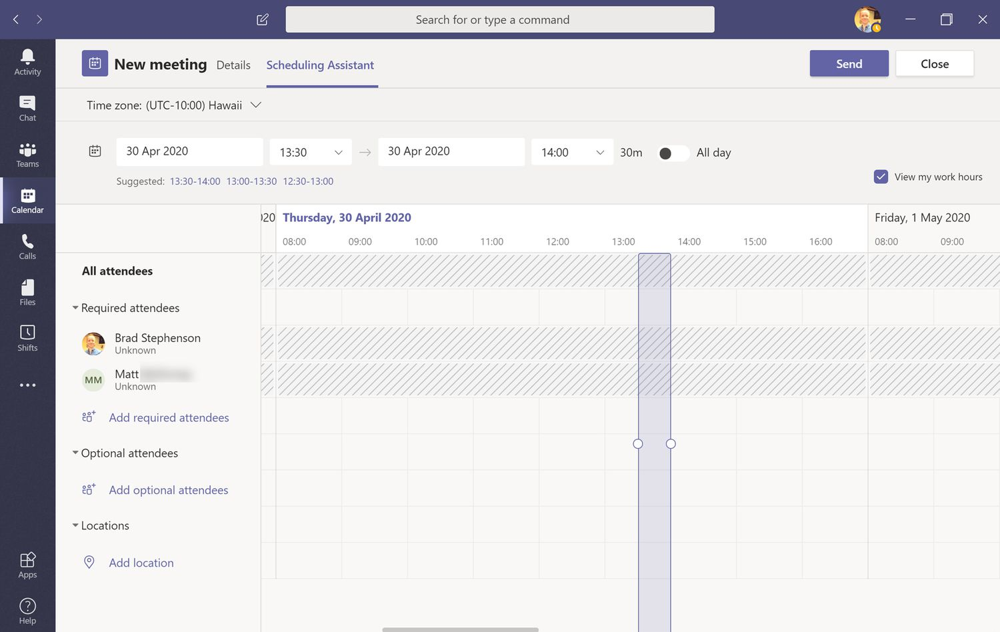 Search for or type a command
Activity
Chat
Teams
Calendar
Calls
Files
Shifts
Apps
Help
New meeting Details Scheduling Assistant Send Close
Time zone: (UTC-10:00) Hawaii
30 Apr 2020 13:30 30 Apr 2020 14:00 30m All day
Suggested: 13:30-14:00 13:00-13:30 12:30-13:00
View my work hours
020 Thursday, 30 April 2020 Friday, 1 May 2020
08:00 09:00 10:00 11:00 12:00 13:00 14:00 15:00 16:00 08:00 09:00
All attendees
Required attendees
Brad Stephenson
Unknown
MM Matt
Unknown
Add required attendees
Optional attendees
Add optional attendees
Locations
Add location